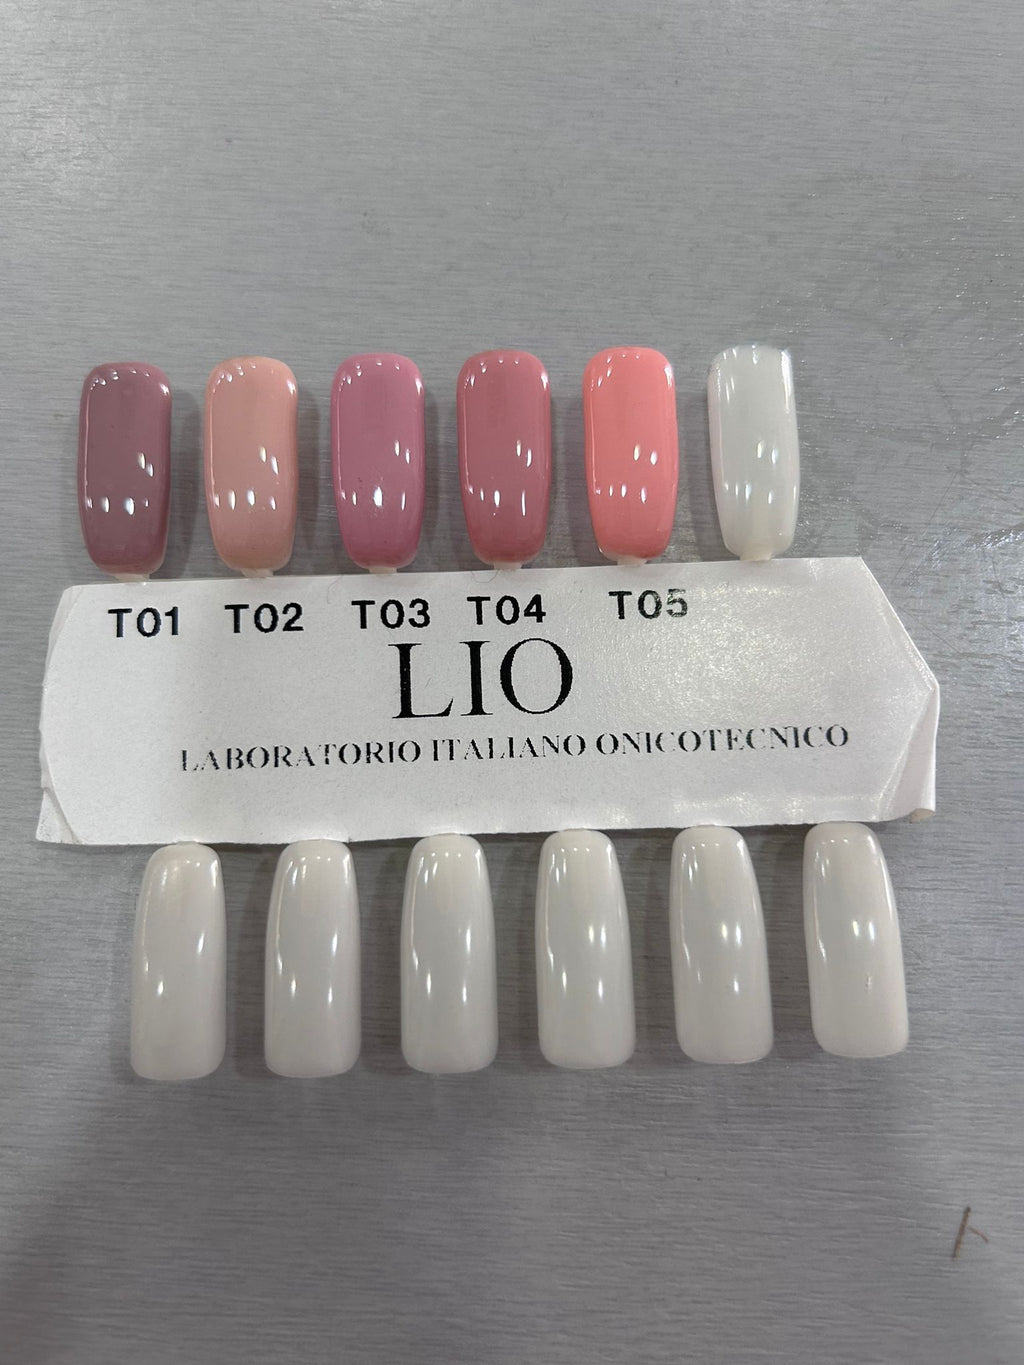 T01 T02 T03 T04 T05
LIO
LABORATORIO ITALIANO ONICOTECNICO